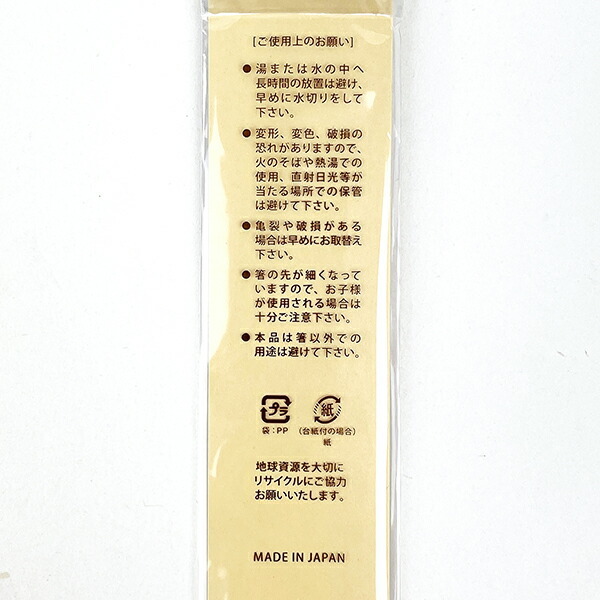 [ご使用上のお願い]
●湯または水の中へ
長時間の放置は避け、
早めに水切りをして
下さい。
●変形、変色、破損の
恐れがありますので、
火のそばや熱湯での
使用、直射日光等が
当たる場所での保管
は避けて下さい。
●亀裂や破損がある
場合は早めにお取替え
下さい。
●箸の先が細くなって
いますので、お子様
が使用される場合は
十分ご注意下さい。
●本品は箸以外での
用途は避けて下さい。
プラ 紙
袋:PP (台紙付の場合)
紙
地球資源を大切に
リサイクルにご協力
お願いいたします。
MADE IN JAPAN